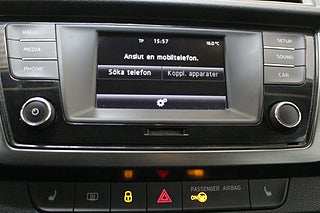 RADIO
MEDIA
PHONE
TP 15:57 16.0°C
Anslut en mobiltelefon.
Söka telefon
Koppl. apparater
SETUP
SOUND
CAR
PASSENGER AIRBAG
ON